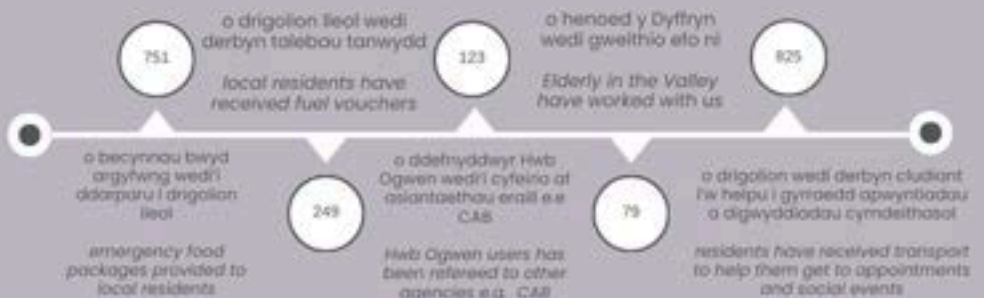 751
o becynnau bwyd
argyfwng wedi'i
ddarparu i drigolion
lleol
emergency food
packages provided to
local residents
o drigolion lleol wedi
derbyn talebau tanwydd
local residents have
received fuel vouchers
249
123
o ddefnyddwyr Hwb
Ogwen wedi'i cyfeirio at
asiantaethau eraill e.e
CAB
Hwb Ogwen users has
been refereed to other
agencies e.g. CAB
o henoed y Dyffryn
wedi gweithio efo ni
Elderly in the Valley
have worked with us
79
825
o drigolion wedi derbyn cludiant
i'w helpu i gyrraedd apwyntiadau
a digwyddiadau cymdeithasol
residents have received transport
to help them get to appointments
and social events